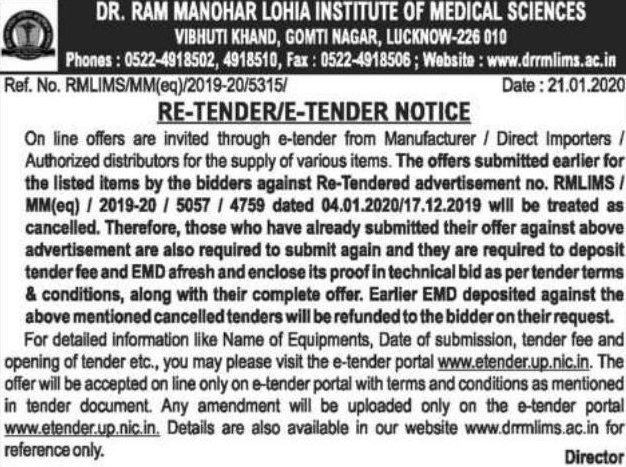 DR. RAM MANOHAR LOHIA INSTITUTE OF MEDICAL SCIENCES
VIBHUTI KHAND, GOMTI NAGAR, LUCKNOW-226 010
Phones : 0522-4918502, 4918510, Fax : 0522-4918506 ; Website : www.drrmlims.ac.in
Ref. No. RMLIMS/MM(eq)/2019-20/5315/ Date : 21.01.2020
RE-TENDER/E-TENDER NOTICE
On line offers are invited through e-tender from Manufacturer / Direct Importers /
Authorized distributors for the supply of various items. The offers submitted earlier for
the listed items by the bidders against Re-Tendered advertisement no. RMLIMS /
MM(eq) / 2019-20 / 5057 / 4759 dated 04.01.2020/17.12.2019 will be treated as
cancelled. Therefore, those who have already submitted their offer against above
advertisement are also required to submit again and they are required to deposit
tender fee and EMD afresh and enclose its proof in technical bid as per tender terms
& conditions, along with their complete offer. Earlier EMD deposited against the
above mentioned cancelled tenders will be refunded to the bidder on their request.
For detailed information like Name of Equipments, Date of submission, tender fee and
opening of tender etc., you may please visit the e-tender portal www.etender.up.nic.in. The
offer will be accepted on line only on e-tender portal with terms and conditions as mentioned
in tender document. Any amendment will be uploaded only on the e-tender portal
www.etender.up.nic.in. Details are also available in our website www.drrmlims.ac.in for
reference only.
Director